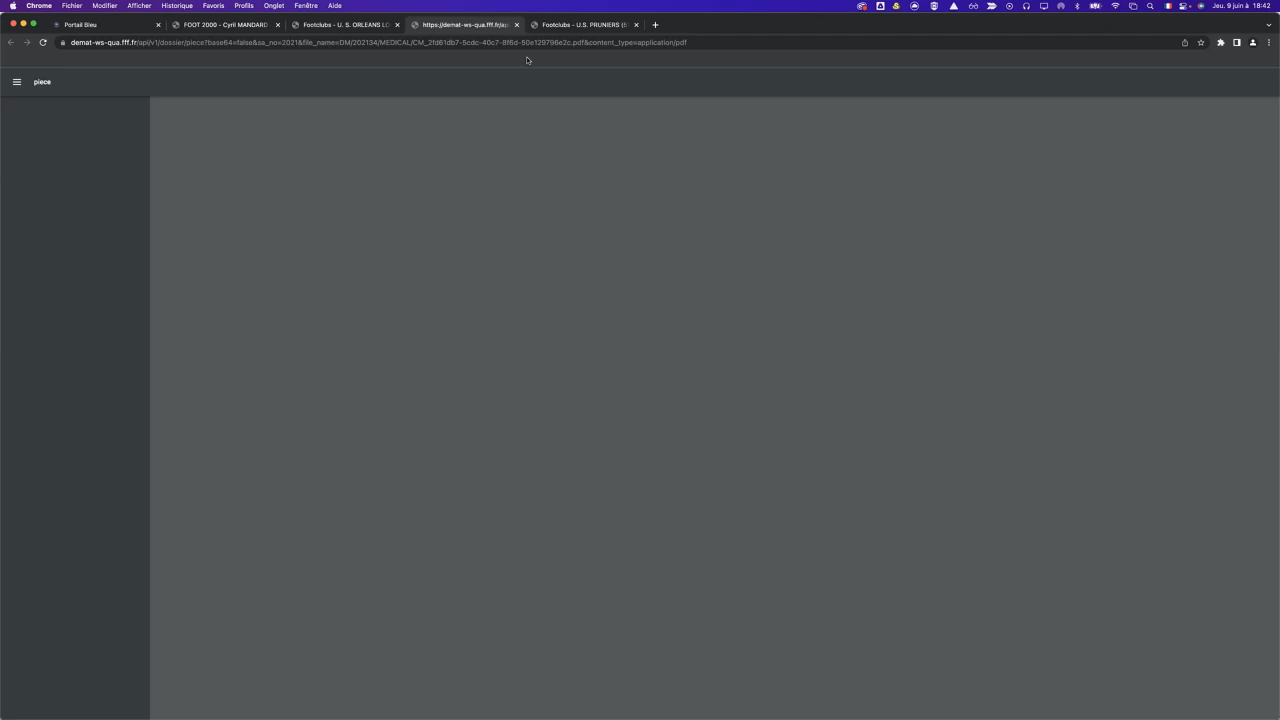 Chrome Fichier Modifier Afficher Historique Favoris Profils Onglet Fenêtre Aide Jeu. 9 juin à 18:42
Portail Bleu FOOT 2000 - Cyril MANDARD Footclubs - U. S. ORLEANS LO https://demat-ws-qua.fff.fr/ap Footclubs - U.S. PRUNIERS (5
demat-ws-qua.fff.fr/api/v1/dossier/piece?base64=false&sa_no=2021&file_name=DM/202134/MEDICAL/CM_2fd61db7-5cdc-40c7-8f6d-50e129796e2c.pdf&content_type=application/pdf
piece